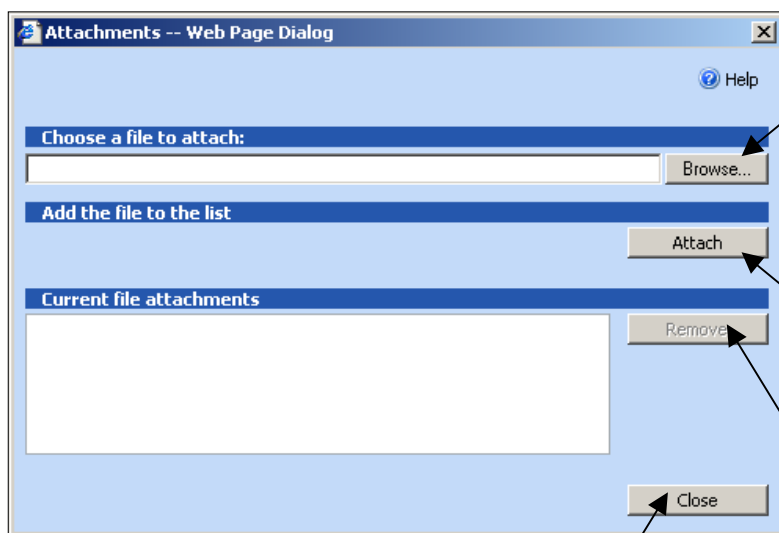 Attachments -- Web Page Dialog
Help
Choose a file to attach:
Browse...
Add the file to the list
Attach
Current file attachments
Remove
Close